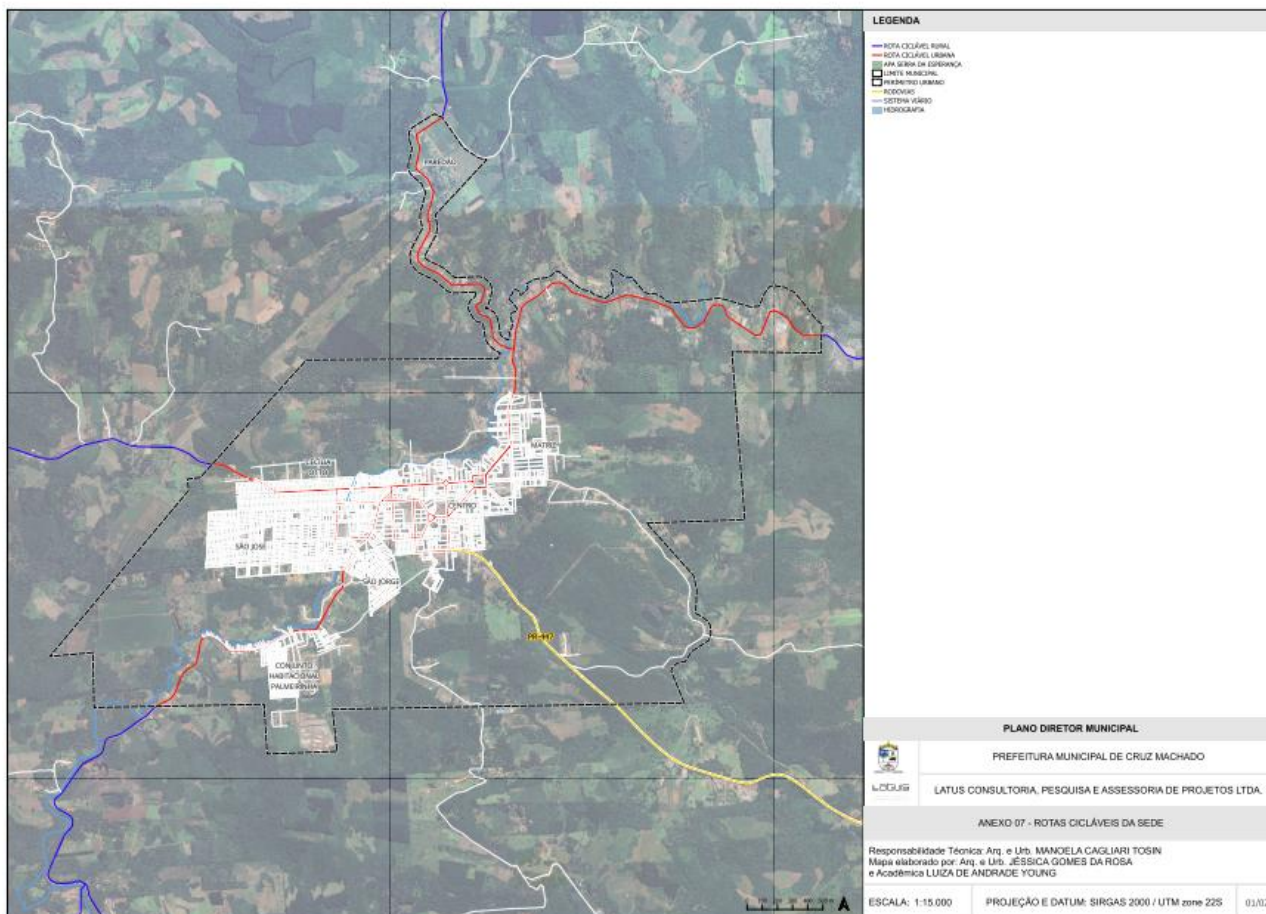 LEGENDA
ROTA CICLÁVEL RURAL
ROTA CICLÁVEL URBANA
APA SERRA DA ESPERANÇA
LIMITE MUNICIPAL
PERÍMETRO URBANO
RODOVIAS
SISTEMA VIÁRIO
HIDROGRAFIA
PAREDÃO
MATRIZ
CENTRO
SÃO JOSÉ
SÃO JORGE
PR-447
CONJUNTO
HABITACIONAL
PALMEIRINHA
PLANO DIRETOR MUNICIPAL
PREFEITURA MUNICIPAL DE CRUZ MACHADO
LATUS
LATUS CONSULTORIA, PESQUISA E ASSESSORIA DE PROJETOS LTDA.
ANEXO 07 - ROTAS CICLÁVEIS DA SEDE
Responsabilidade Técnica: Arq. e Urb. MANOELA CAGLIARI TOSIN
Mapa elaborado por: Arq. e Urb. JÉSSICA GOMES DA ROSA
e Acadêmica LUIZA DE ANDRADE YOUNG
ESCALA: 1:15.000
PROJEÇÃO E DATUM: SIRGAS 2000 / UTM zone 22S